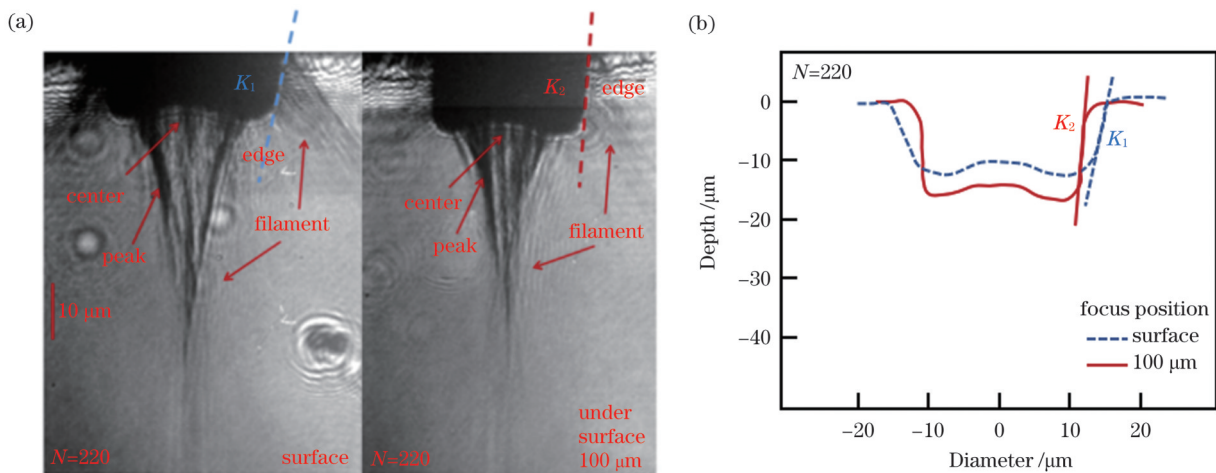 (a)
K₁
edge
center
peak
filament
10 μm
N=220
surface
K₂
edge
center
peak
filament
N=220
under
surface
100 μm
(b)
N=220
0
−10
−20
−30
−40
Depth /μm
K₂
K₁
focus position
surface
100 μm
−20
−10
0
10
20
Diameter /μm